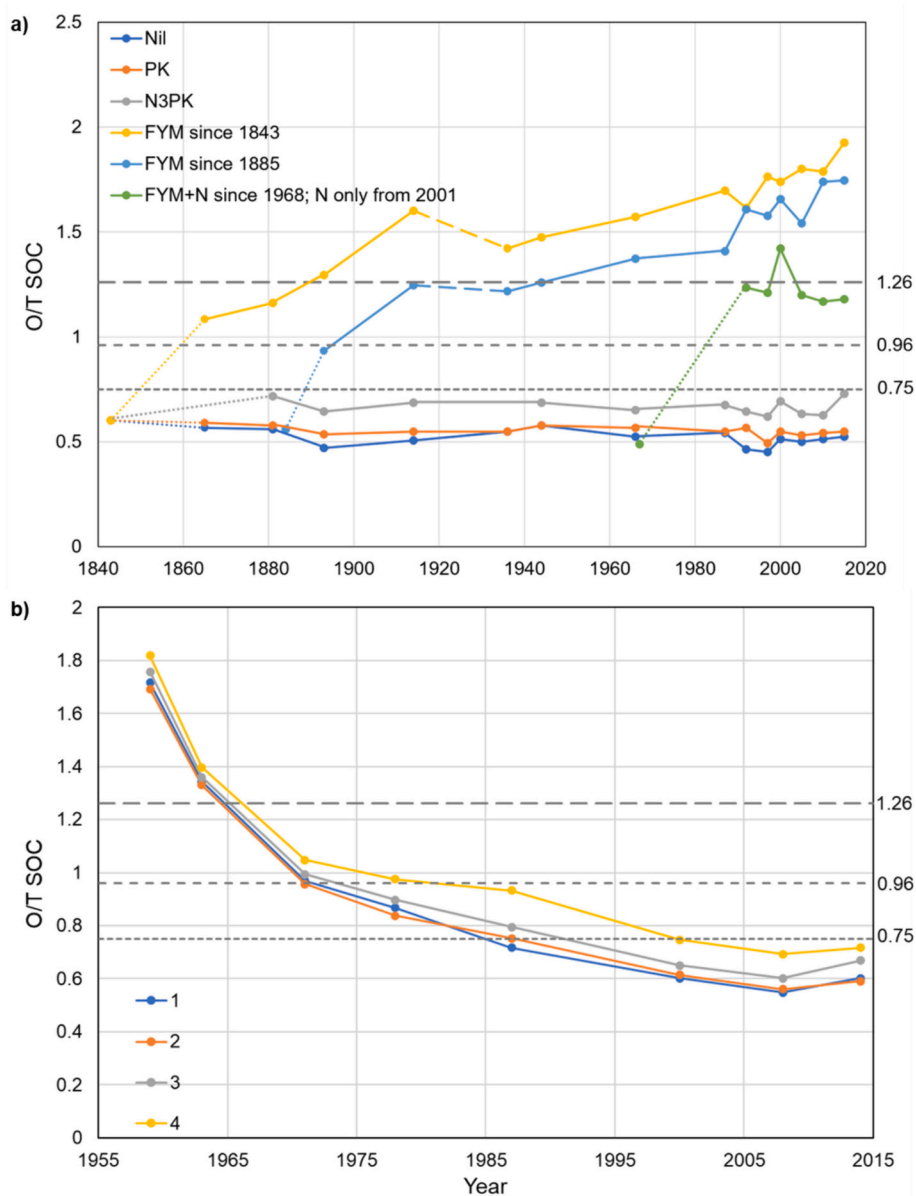 a)
O/T SOC
2.5
2
1.5
1
0.5
0
Nil
PK
N3PK
FYM since 1843
FYM since 1885
FYM+N since 1968; N only from 2001
1.26
0.96
0.75
1840 1860 1880 1900 1920 1940 1960 1980 2000 2020
b)
O/T SOC
2
1.8
1.6
1.4
1.2
1
0.8
0.6
0.4
0.2
0
1.26
0.96
0.75
1
2
3
4
1955 1965 1975 1985 1995 2005 2015
Year